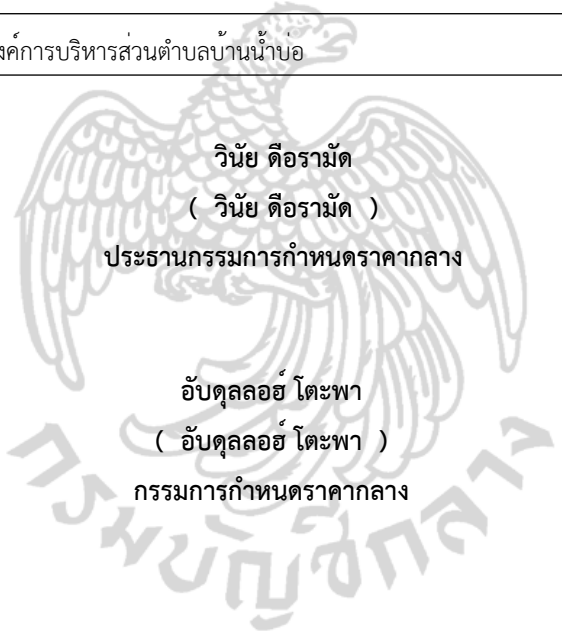 งค์การบริหารส่วนตำบลบ้านน้ำบ่อ
วินัย ดือรามัด
( วินัย ดือรามัด )
ประธานกรรมการกำหนดราคากลาง
อับดุลลอฮ์ โตะพา
( อับดุลลอฮ์ โตะพา )
กรรมการกำหนดราคากลาง
กรมบัญชีกลาง